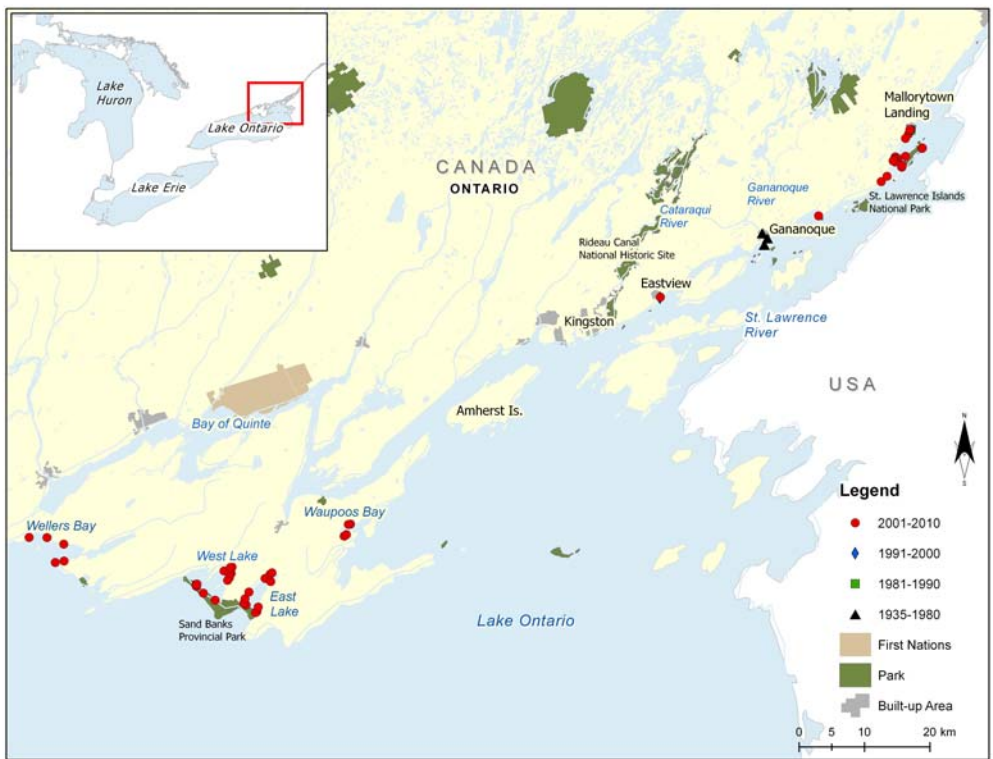 Lake
Huron
Lake Ontario
Lake Erie
CANADA
ONTARIO
Mallorytown
Landing
St. Lawrence Islands
National Park
Gananoque
River
Gananoque
Cataraqui
River
Rideau Canal
National Historic Site
Eastview
Kingston
St. Lawrence
River
USA
Amherst Is.
Bay of Quinte
Wellers Bay
Waupoos Bay
West Lake
East
Lake
Sand Banks
Provincial Park
Lake Ontario
N
S
Legend
2001-2010
1991-2000
1981-1990
1935-1980
First Nations
Park
Built-up Area
0 5 10 20 km